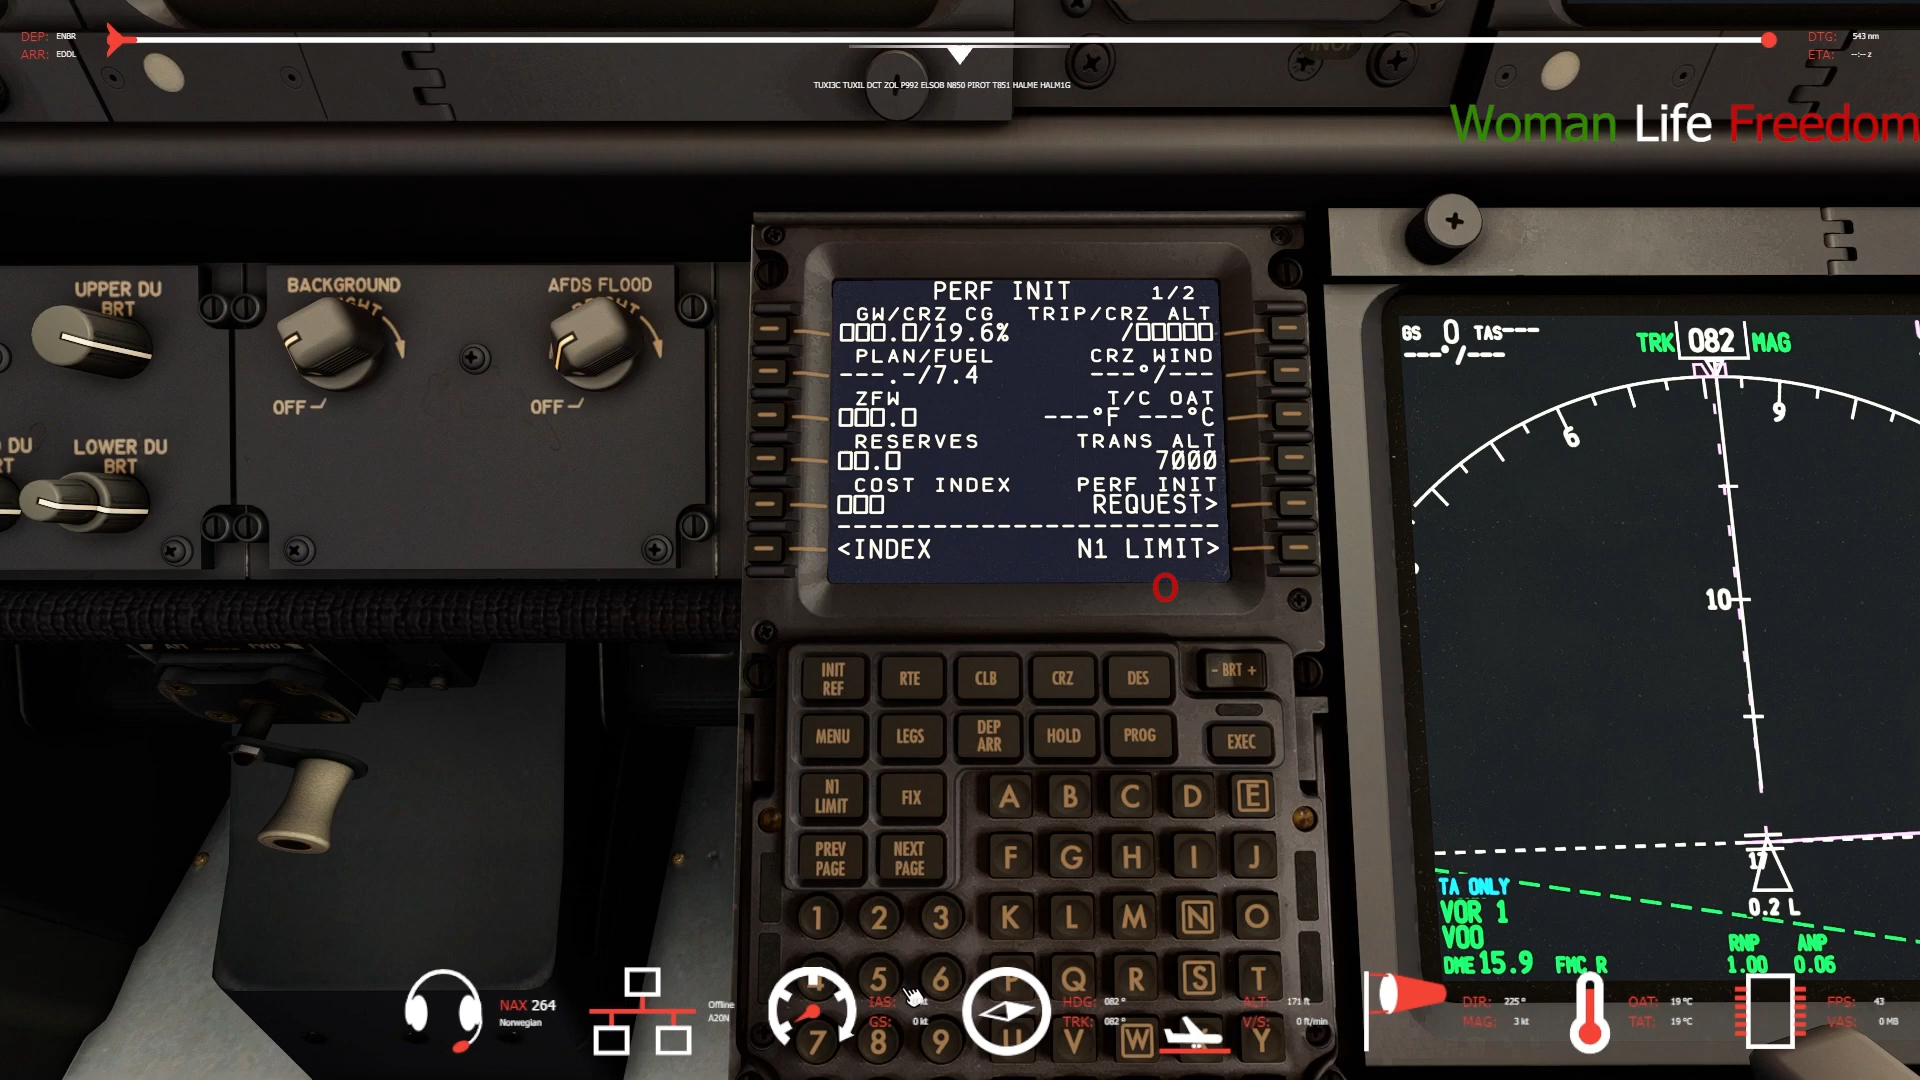 DEP: ENBR
ARR: EDDL
DTG: 543 nm
ETA: --:-- z
TUXI3C TUXIL DCT ZOL P992 ELSOB N850 PIROT T851 HALME HALM1G
Woman Life Freedom
UPPER DU
BRT
BACKGROUND
AFDS FLOOD
OFF
OFF
LOWER DU
BRT
PERF INIT 1/2
GW/CRZ CG TRIP/CRZ ALT
□□□.□/19.6% /□□□□□
PLAN/FUEL CRZ WIND
---.-/7.4 ---°/---
ZFW T/C OAT
□□□.□ ---°F ---°C
RESERVES TRANS ALT
□□.□ 7000
COST INDEX PERF INIT
□□□ REQUEST>
------------------------
<INDEX N1 LIMIT>
O
INIT REF RTE CLB CRZ DES - BRT +
MENU LEGS DEP ARR HOLD PROG EXEC
N1 LIMIT FIX A B C D E
PREV PAGE NEXT PAGE F G H I J
1 2 3 K L M N O
4 5 6 P Q R S T
7 8 9 U V W Y
GS 0 TAS---
---°/---
TRK 082 MAG
6
9
10
17
0.2 L
TA ONLY
VOR 1
VOO
DME 15.9
FMC R
RNP ANP
1.00 0.06
NAX 264
Norwegian
Offline
A20N
IAS: kt
GS: 0 kt
HDG: 082 °
TRK: 082 °
ALT: 171 ft
V/S: 0 ft/min
DIR: 225 °
MAG: 3 kt
OAT: 19 °C
TAT: 19 °C
FPS: 43
VAS: 0 MB